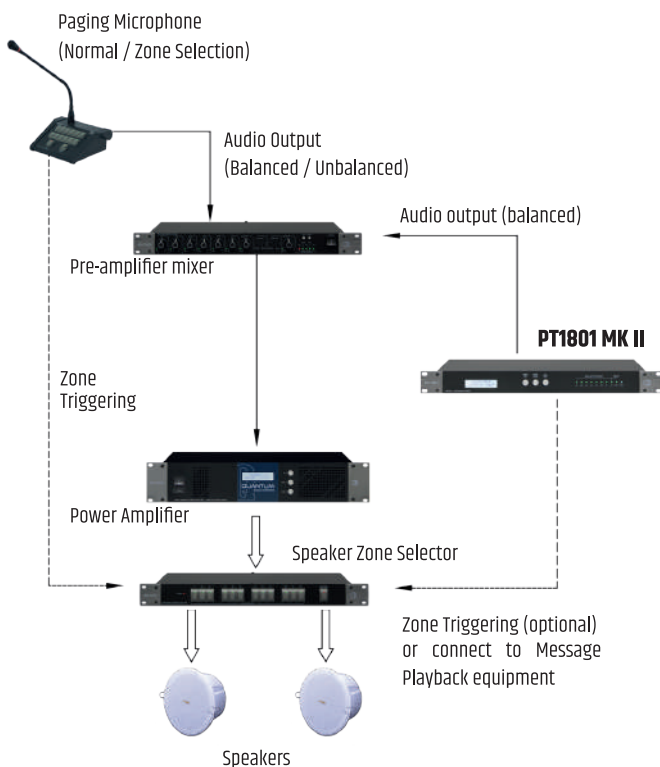 Paging Microphone
(Normal / Zone Selection)
Audio Output
(Balanced / Unbalanced)
Audio output (balanced)
Pre-amplifier mixer
PT1801 MK II
Zone
Triggering
QUANTUM
Power Amplifier
Speaker Zone Selector
Zone Triggering (optional)
or connect to Message
Playback equipment
Speakers